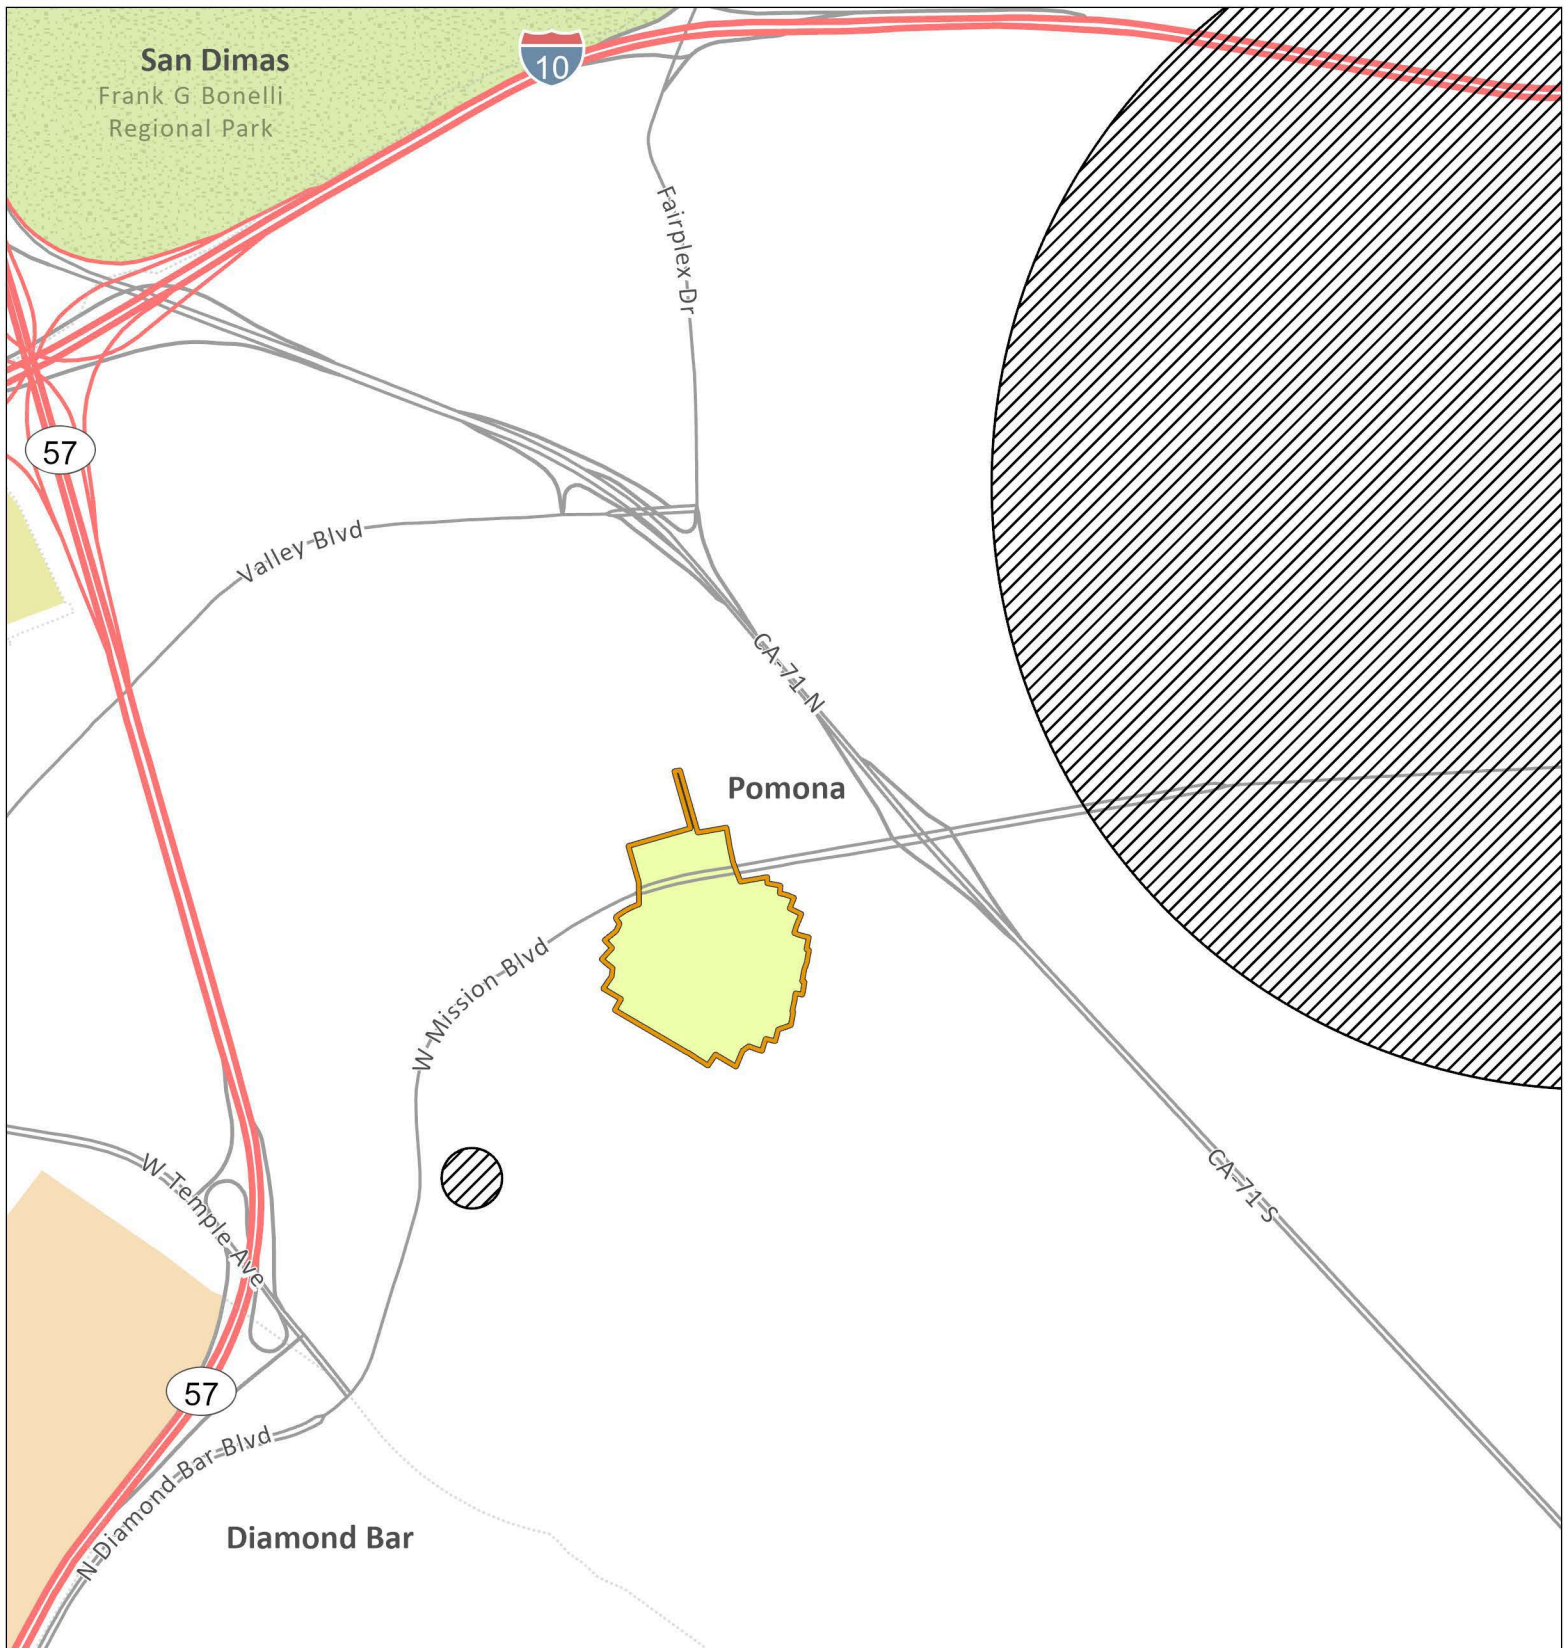 San Dimas
Frank G Bonelli
Regional Park
10
Fairplex Dr
57
Valley Blvd
CA-71 N
Pomona
W Mission Blvd
W Temple Ave
CA-71 S
57
N Diamond Bar Blvd
Diamond Bar